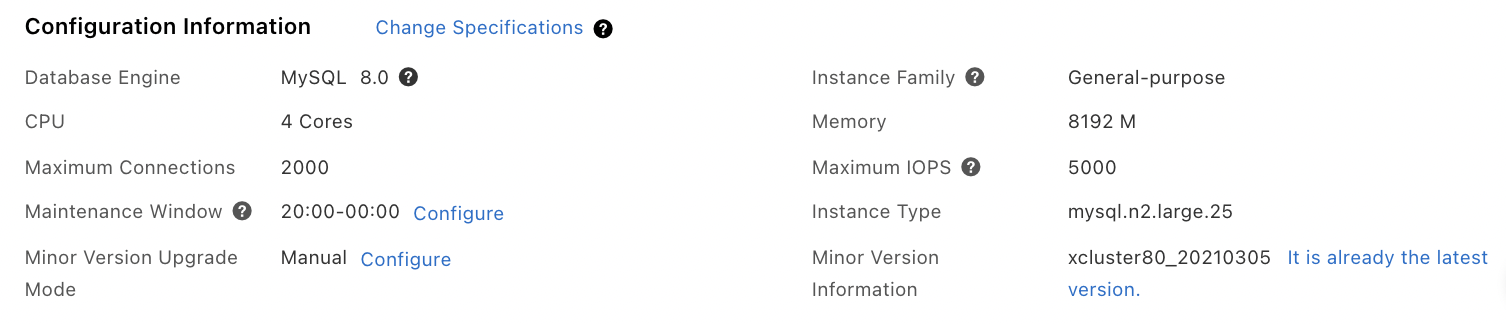 Configuration Information Change Specifications ?
Database Engine MySQL 8.0 ? Instance Family ? General-purpose
CPU 4 Cores Memory 8192 M
Maximum Connections 2000 Maximum IOPS ? 5000
Maintenance Window ? 20:00-00:00 Configure Instance Type mysql.n2.large.25
Minor Version Upgrade Manual Configure Minor Version xcluster80_20210305 It is already the latest
Mode Information version.